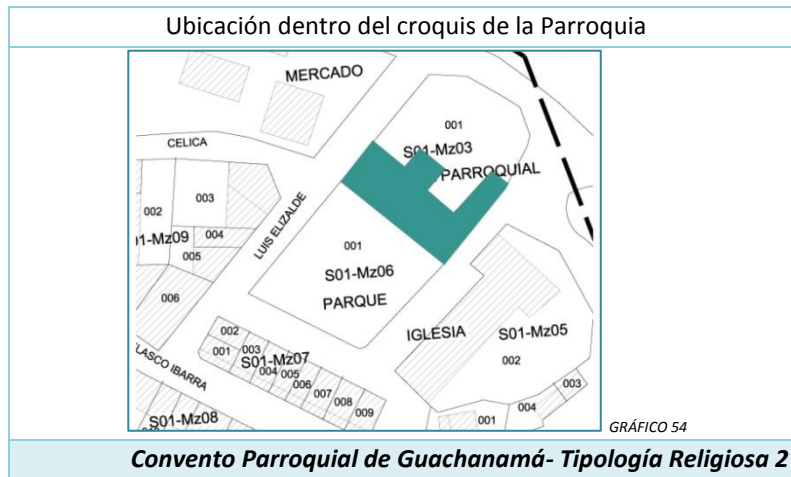 Ubicación dentro del croquis de la Parroquia
MERCADO
001
S01-Mz03
PARROQUIAL
CELICA
003
002
004
01-Mz09
005
006
LUIS ELIZALDE
001
S01-Mz06
PARQUE
IGLESIA
S01-Mz05
002
003
004
001
002
001
003
S01-Mz07
004
005
006
007
008
009
LASCO IBARRA
S01-Mz08
GRÁFICO 54
Convento Parroquial de Guachanamá- Tipología Religiosa 2